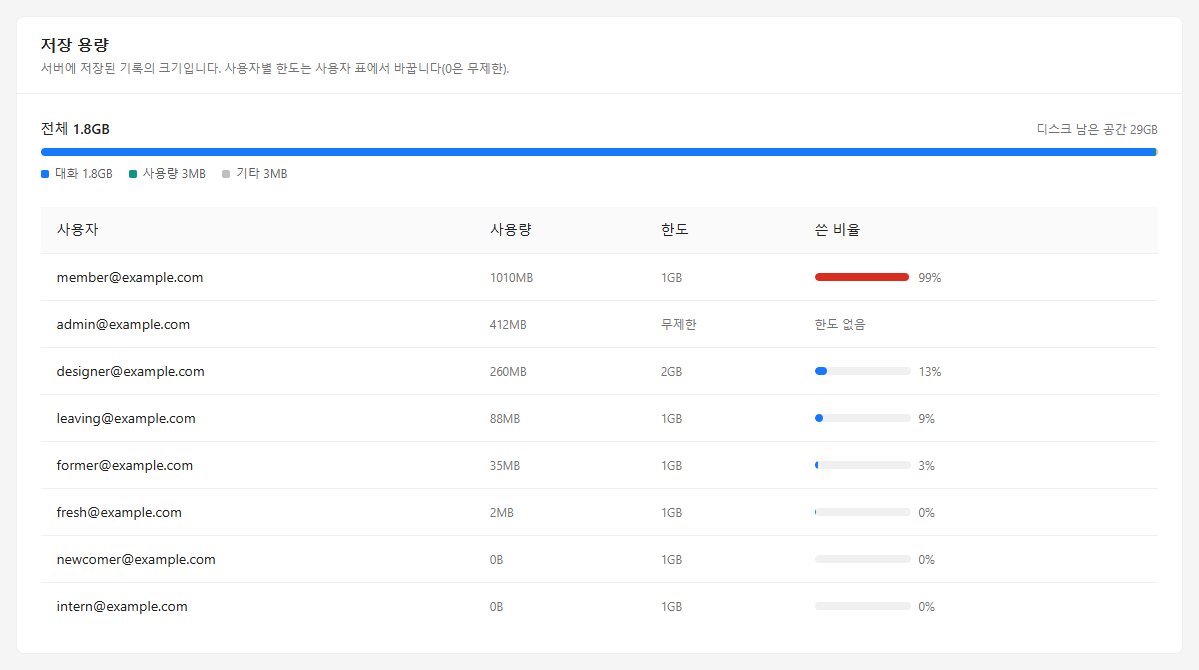 저장 용량
서버에 저장된 기록의 크기입니다. 사용자별 한도는 사용자 표에서 바꿉니다(0은 무제한).
전체 1.8GB 디스크 남은 공간 29GB
대화 1.8GB 사용량 3MB 기타 3MB
사용자 사용량 한도 쓴 비율
member@example.com 1010MB 1GB 99%
admin@example.com 412MB 무제한 한도 없음
designer@example.com 260MB 2GB 13%
leaving@example.com 88MB 1GB 9%
former@example.com 35MB 1GB 3%
fresh@example.com 2MB 1GB 0%
newcomer@example.com 0B 1GB 0%
intern@example.com 0B 1GB 0%